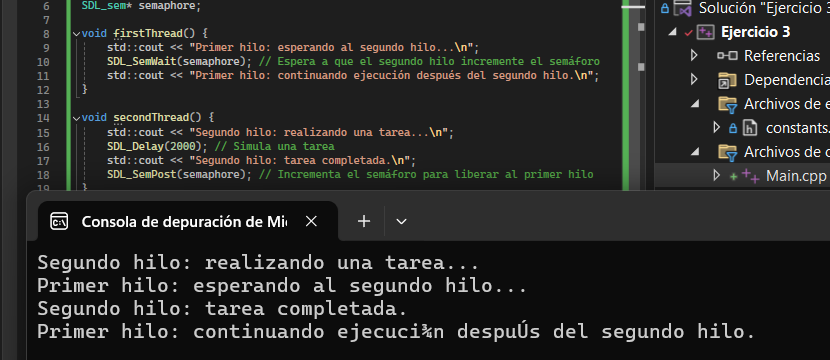 6 SDL_sem* semaphore;
7
8 void firstThread() {
9 std::cout << "Primer hilo: esperando al segundo hilo...\n";
10 SDL_SemWait(semaphore); // Espera a que el segundo hilo incremente el semáforo
11 std::cout << "Primer hilo: continuando ejecución después del segundo hilo.\n";
12 }
13
14 void secondThread() {
15 std::cout << "Segundo hilo: realizando una tarea...\n";
16 SDL_Delay(2000); // Simula una tarea
17 std::cout << "Segundo hilo: tarea completada.\n";
18 SDL_SemPost(semaphore); // Incrementa el semáforo para liberar al primer hilo
19 }
Solución "Ejercicio 3
Ejercicio 3
Referencias
Dependencia
Archivos de e
constants.
Archivos de c
Main.cpp
Consola de depuración de Mi
Segundo hilo: realizando una tarea...
Primer hilo: esperando al segundo hilo...
Segundo hilo: tarea completada.
Primer hilo: continuando ejecuci¾n despuÚs del segundo hilo.